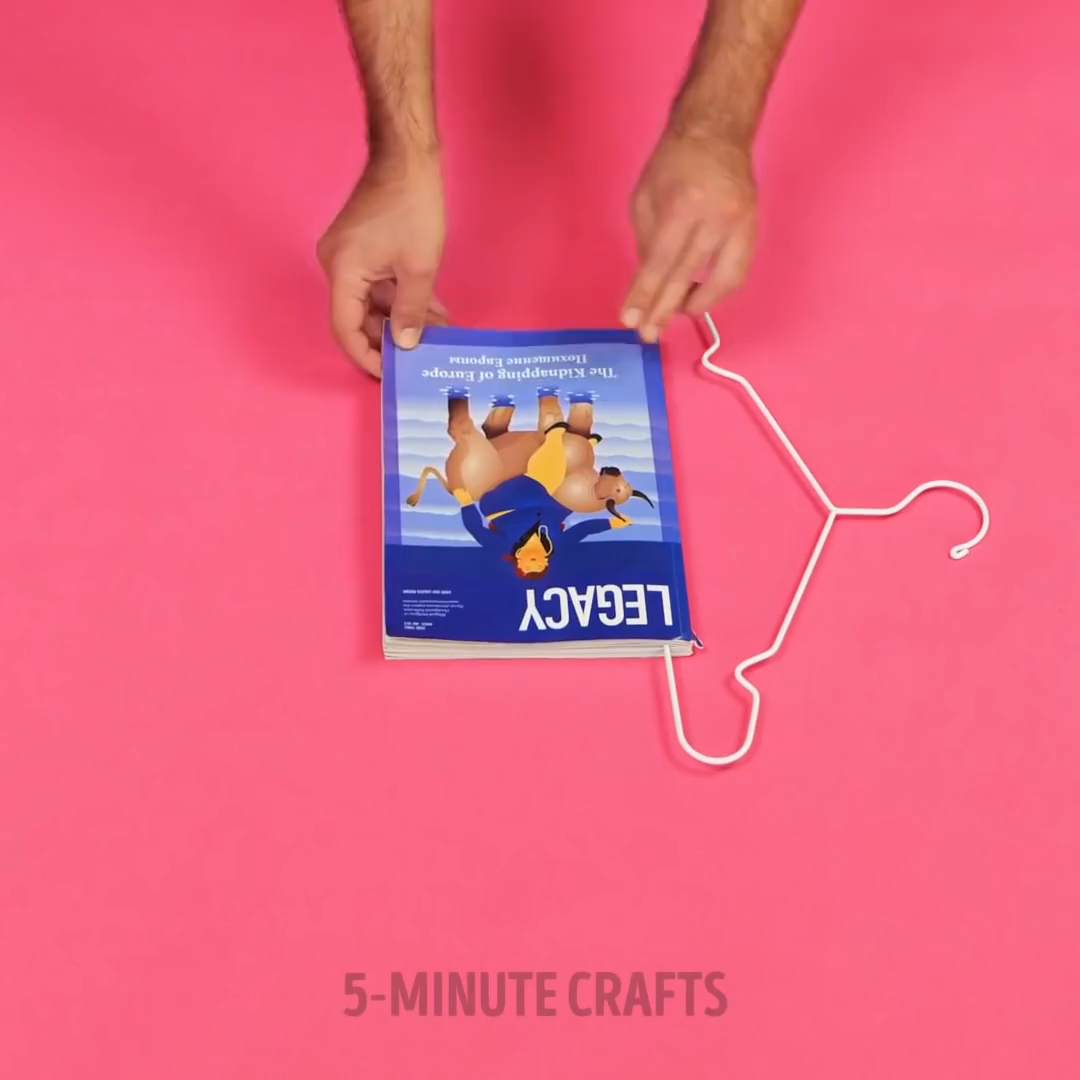 Похищение Европы
The Kidnapping of Europe
LEGACY
5-MINUTE CRAFTS